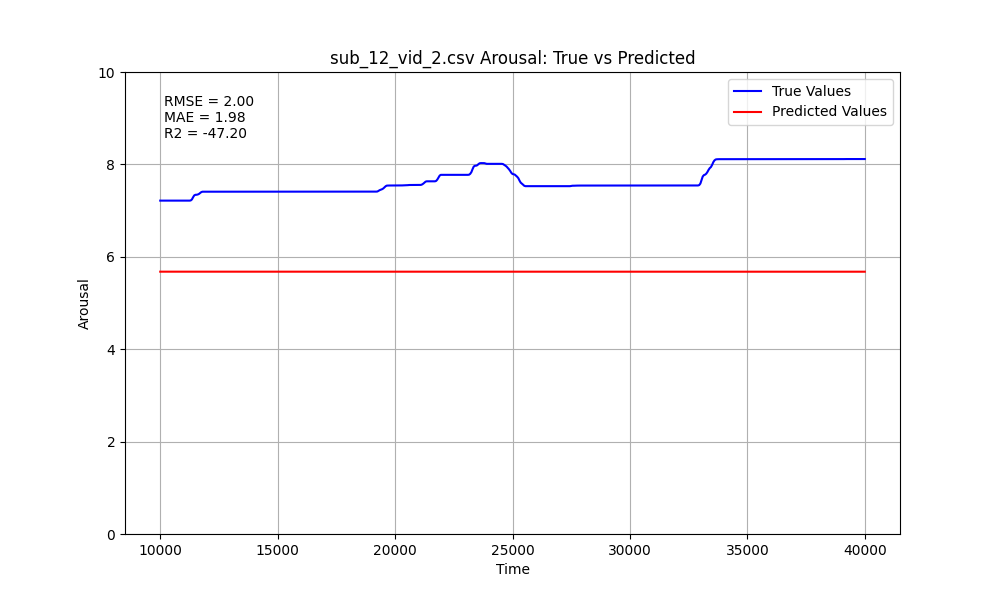 sub_12_vid_2.csv Arousal: True vs Predicted
RMSE = 2.00
MAE = 1.98
R2 = -47.20
True Values
Predicted Values
Arousal
10
8
6
4
2
0
10000 15000 20000 25000 30000 35000 40000
Time